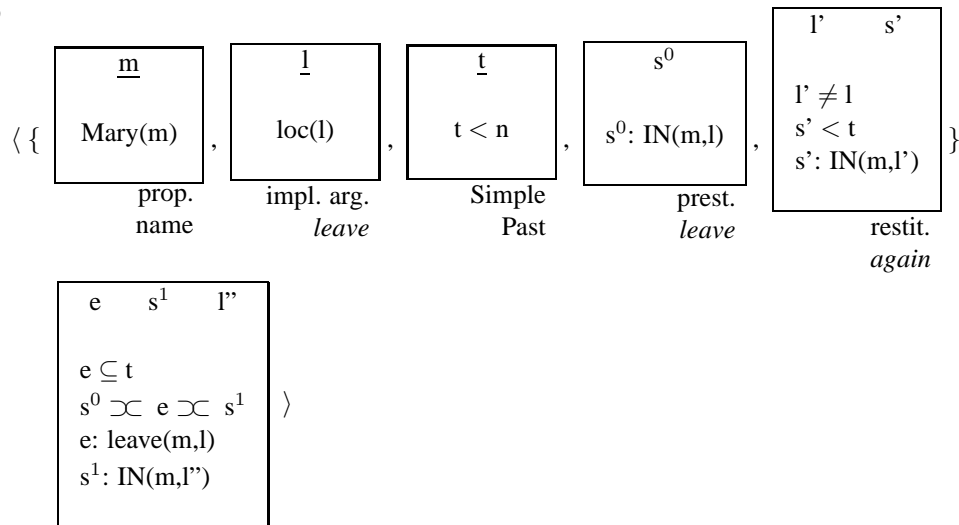 l’ s’
m l t s⁰
l’ ≠ l
⟨ { Mary(m) , loc(l) , t < n , s⁰: IN(m,l) , s’ < t }
s’: IN(m,l’)
prop. impl. arg. Simple prest.
name leave Past leave restit.
again
e s¹ l”
e ⊆ t
s⁰ ⊃⊂ e ⊃⊂ s¹ ⟩
e: leave(m,l)
s¹: IN(m,l”)